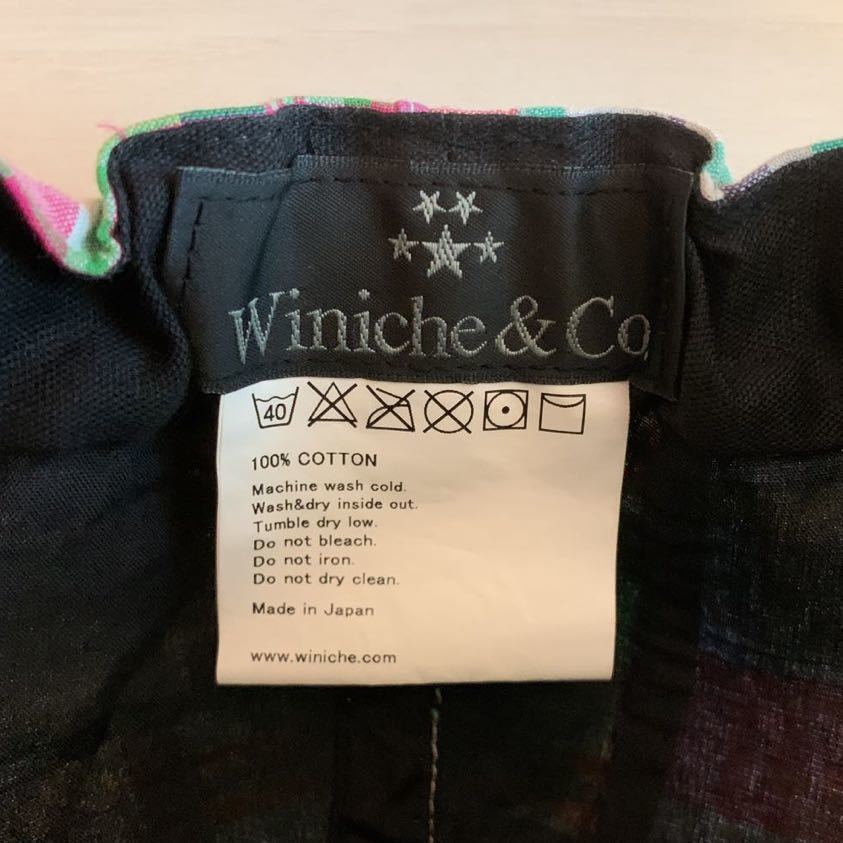 Winiche & Co.
40
100% COTTON
Machine wash cold.
Wash&dry inside out.
Tumble dry low.
Do not bleach.
Do not iron.
Do not dry clean.
Made in Japan
www.winiche.com